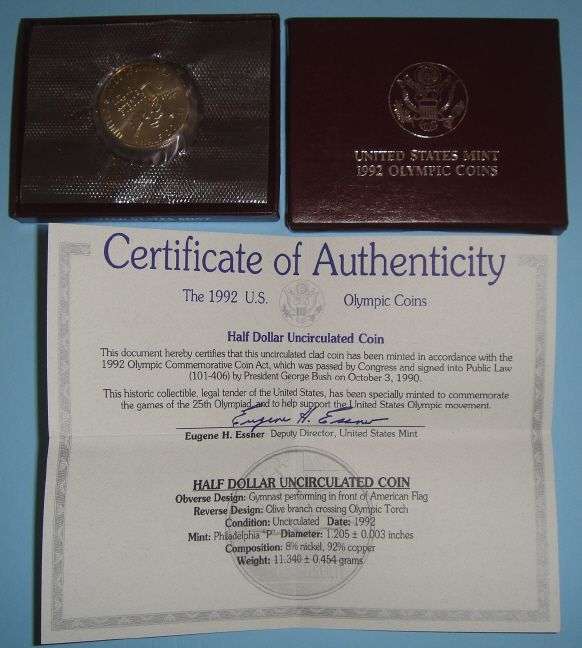 UNITED STATES MINT
1992 OLYMPIC COINS
Certificate of Authenticity
The 1992 U.S. Olympic Coins
Half Dollar Uncirculated Coin
This document hereby certifies that this uncirculated clad coin has been minted in accordance with the
1992 Olympic Commemorative Coin Act, which was passed by Congress and signed into Public Law
(101-406) by President George Bush on October 3, 1990.
This historic collectible, legal tender of the United States, has been specially minted to commemorate
the games of the 25th Olympiad and to help support the United States Olympic movement.
Eugene H. Essner
Eugene H. Essner Deputy Director, United States Mint
HALF DOLLAR UNCIRCULATED COIN
Obverse Design: Gymnast performing in front of American Flag
Reverse Design: Olive branch crossing Olympic Torch
Condition: Uncirculated Date: 1992
Mint: Philadelphia "P" Diameter: 1.205 ± 0.003 inches
Composition: 8% nickel, 92% copper
Weight: 11.340 ± 0.454 grams